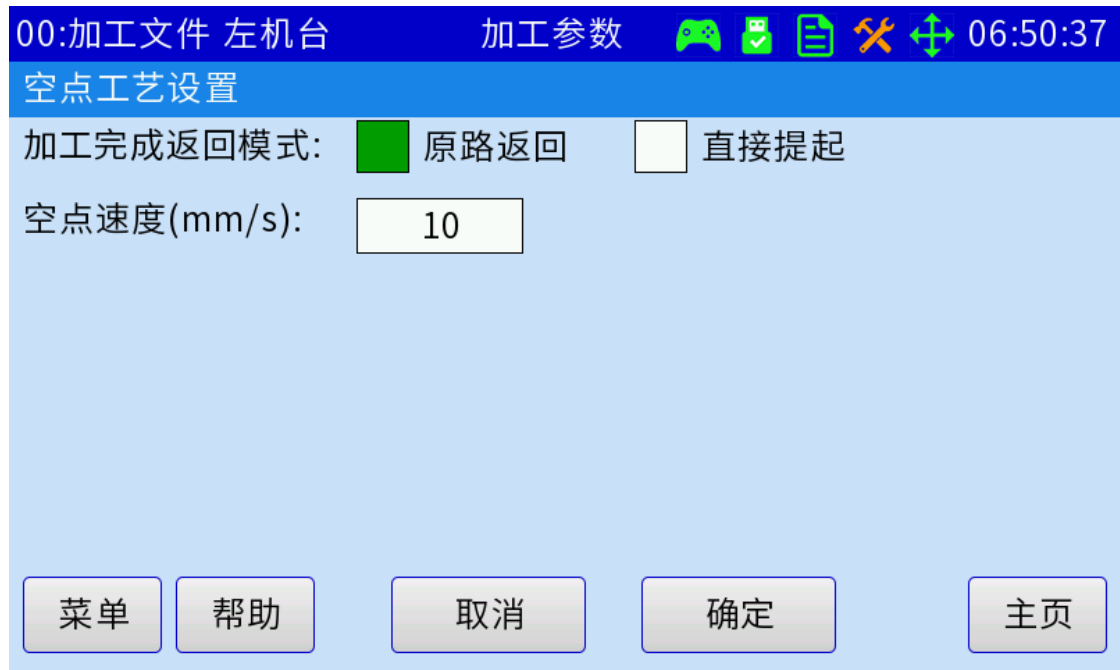 00:加工文件 左机台 加工参数 06:50:37
空点工艺设置
加工完成返回模式: 原路返回 直接提起
空点速度(mm/s): 10
菜单 帮助 取消 确定 主页